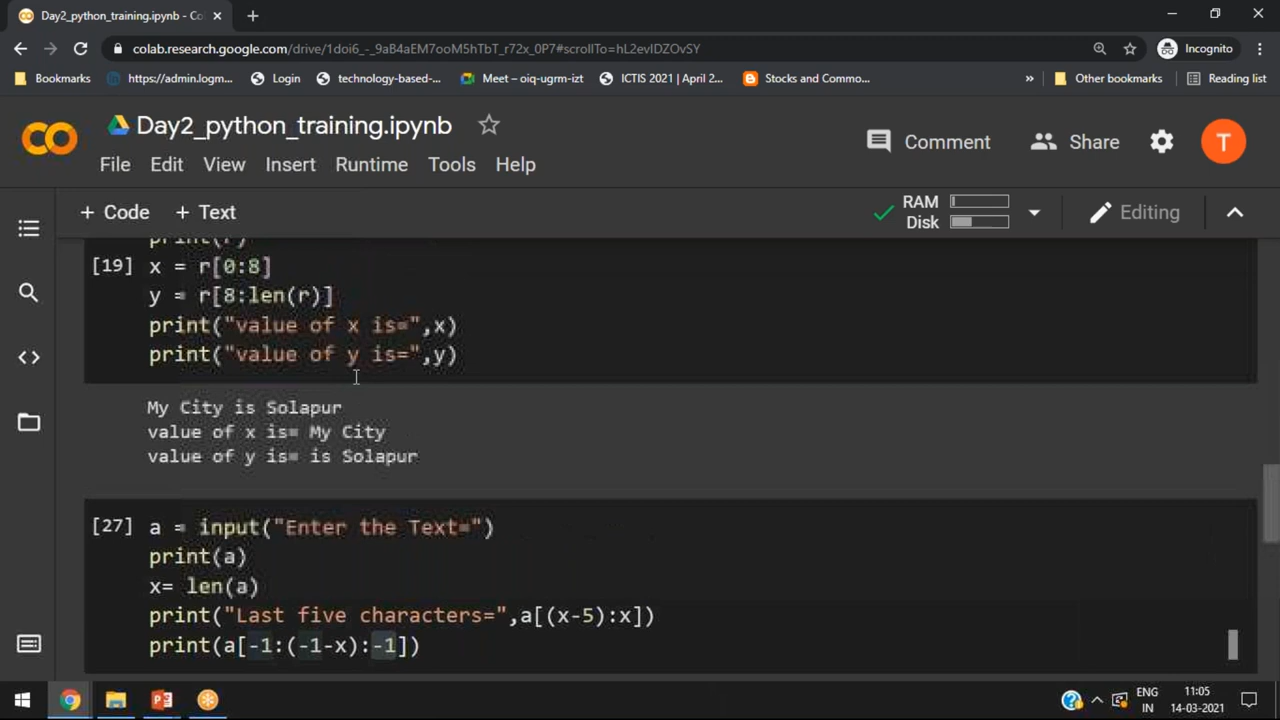 Day2_python_training.ipynb - Co
colab.research.google.com/drive/1doi6_-_9aB4aEM7ooM5hTbT_r72x_0P7#scrollTo=hL2evIDZOvSY
Incognito
Bookmarks https://admin.logm... Login technology-based-... Meet – oiq-ugrm-izt ICTIS 2021 | April 2... Stocks and Commo... » Other bookmarks Reading list
Day2_python_training.ipynb
Comment Share T
File Edit View Insert Runtime Tools Help
+ Code + Text RAM Disk Editing
print(r)
[19] x = r[0:8]
y = r[8:len(r)]
print("value of x is=",x)
print("value of y is=",y)
My City is Solapur
value of x is= My City
value of y is= is Solapur
[27] a = input("Enter the Text=")
print(a)
x= len(a)
print("Last five characters=",a[(x-5):x])
print(a[-1:(-1-x):-1])
ENG 11:05
IN 14-03-2021